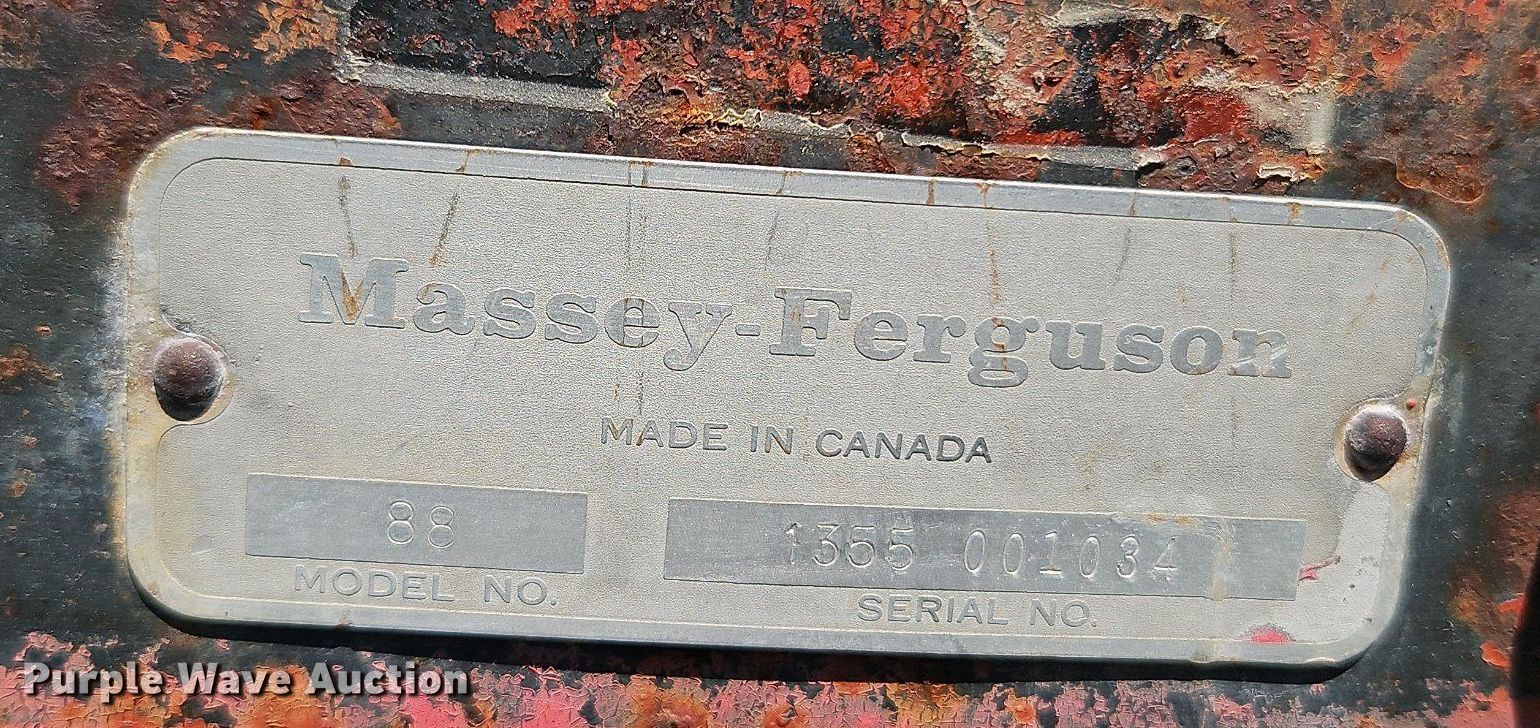 Massey-Ferguson
MADE IN CANADA
88
1355 001034
MODEL NO.
SERIAL NO.
Purple Wave Auction